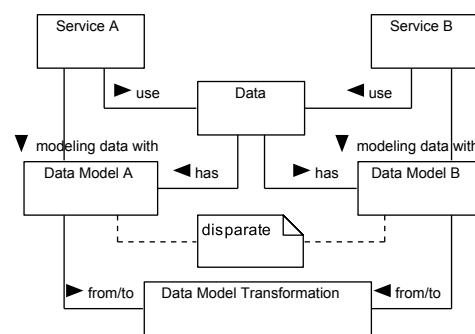 Service A
Service B
use
Data
use
modeling data with
modeling data with
Data Model A
has
has
Data Model B
disparate
from/to
Data Model Transformation
from/to